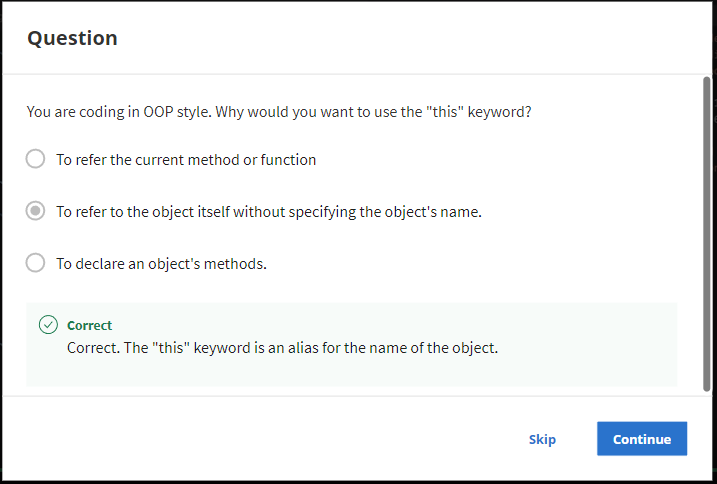 Question
You are coding in OOP style. Why would you want to use the "this" keyword?
To refer the current method or function
To refer to the object itself without specifying the object's name.
To declare an object's methods.
Correct
Correct. The "this" keyword is an alias for the name of the object.
Skip
Continue